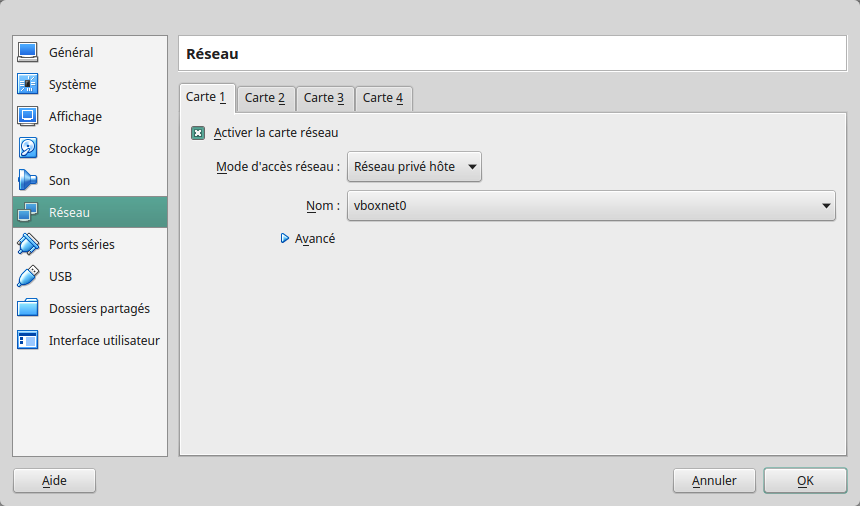 Général
Système
Affichage
Stockage
Son
Réseau
Ports séries
USB
Dossiers partagés
Interface utilisateur
Réseau
Carte 1 Carte 2 Carte 3 Carte 4
Activer la carte réseau
Mode d'accès réseau : Réseau privé hôte
Nom : vboxnet0
Avancé
Aide Annuler OK